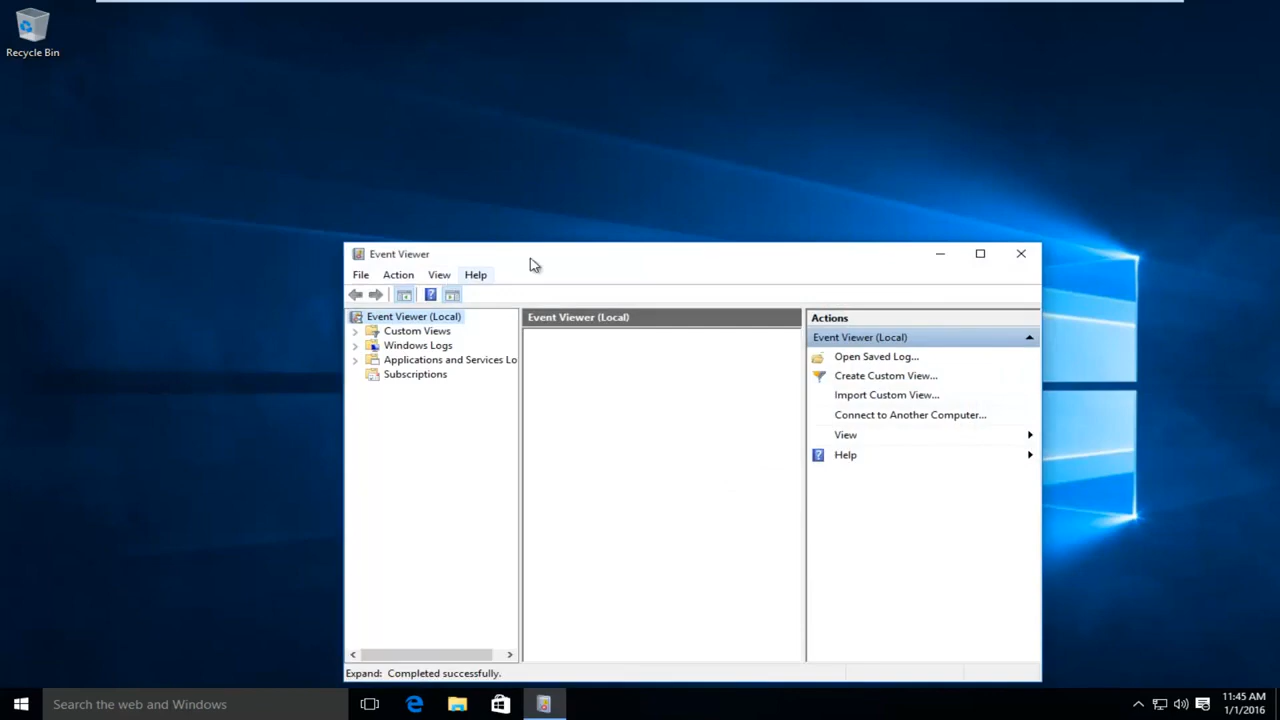 Recycle Bin
Event Viewer
File Action View Help
Event Viewer (Local)
Custom Views
Windows Logs
Applications and Services Lo
Subscriptions
Event Viewer (Local)
Actions
Event Viewer (Local)
Open Saved Log...
Create Custom View...
Import Custom View...
Connect to Another Computer...
View
Help
Expand: Completed successfully.
Search the web and Windows
11:45 AM
1/1/2016